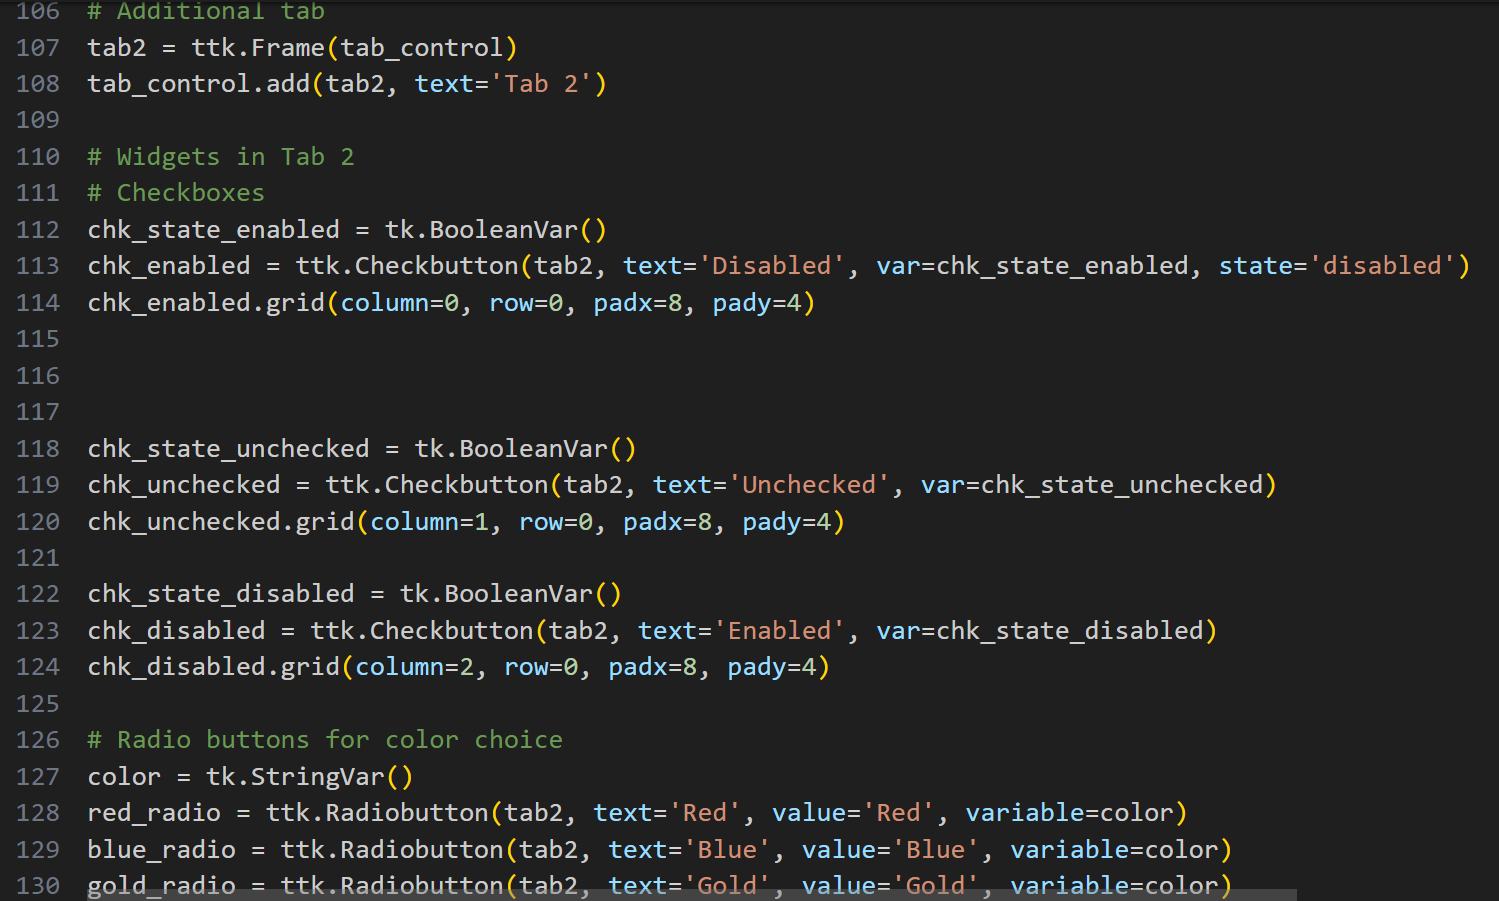 106 # Additional tab
107 tab2 = ttk.Frame(tab_control)
108 tab_control.add(tab2, text='Tab 2')
109
110 # Widgets in Tab 2
111 # Checkboxes
112 chk_state_enabled = tk.BooleanVar()
113 chk_enabled = ttk.Checkbutton(tab2, text='Disabled', var=chk_state_enabled, state='disabled')
114 chk_enabled.grid(column=0, row=0, padx=8, pady=4)
115
116
117
118 chk_state_unchecked = tk.BooleanVar()
119 chk_unchecked = ttk.Checkbutton(tab2, text='Unchecked', var=chk_state_unchecked)
120 chk_unchecked.grid(column=1, row=0, padx=8, pady=4)
121
122 chk_state_disabled = tk.BooleanVar()
123 chk_disabled = ttk.Checkbutton(tab2, text='Enabled', var=chk_state_disabled)
124 chk_disabled.grid(column=2, row=0, padx=8, pady=4)
125
126 # Radio buttons for color choice
127 color = tk.StringVar()
128 red_radio = ttk.Radiobutton(tab2, text='Red', value='Red', variable=color)
129 blue_radio = ttk.Radiobutton(tab2, text='Blue', value='Blue', variable=color)
130 gold_radio = ttk.Radiobutton(tab2, text='Gold', value='Gold', variable=color)